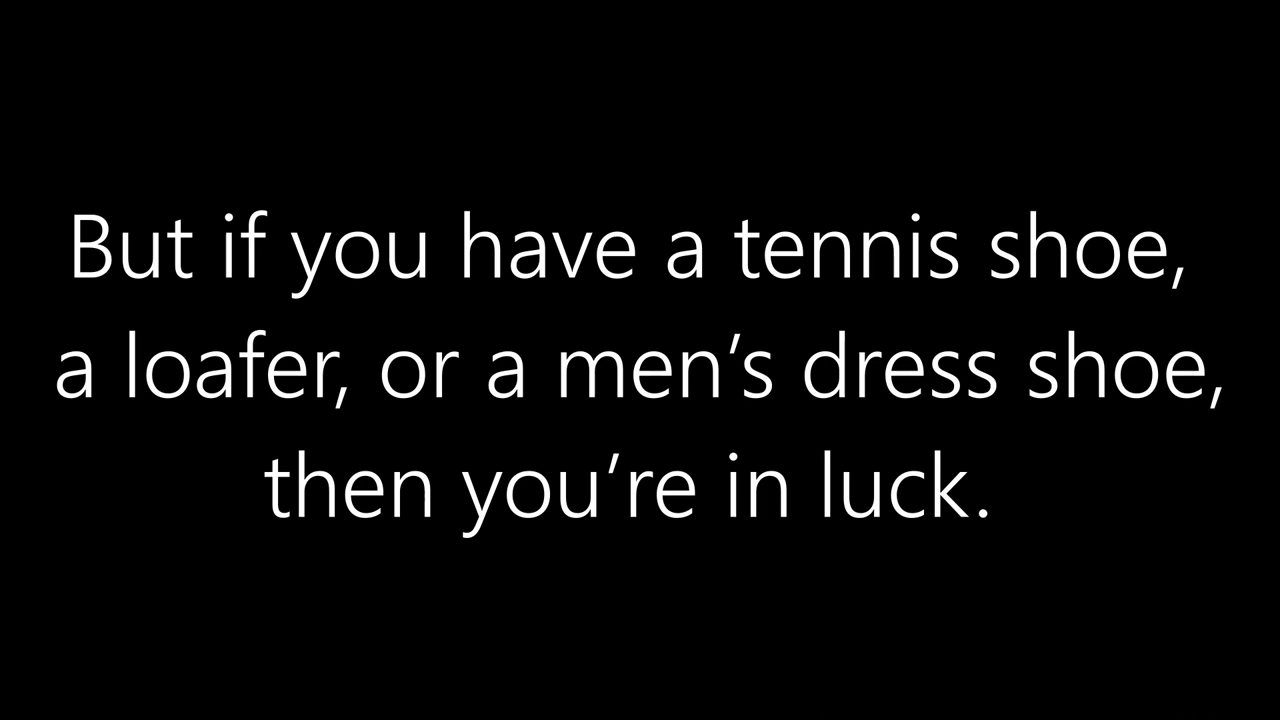 But if you have a tennis shoe,
a loafer, or a men’s dress shoe,
then you’re in luck.